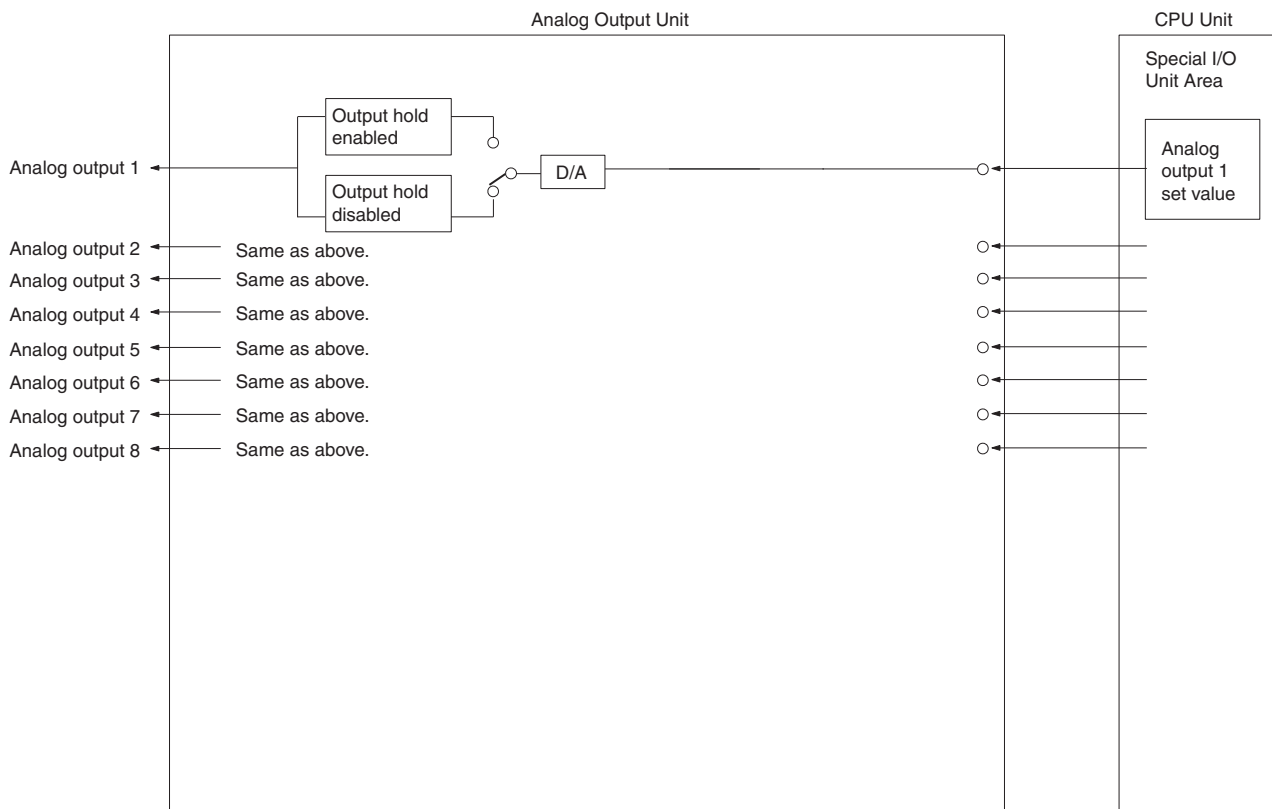 Analog Output Unit
CPU Unit
Special I/O
Unit Area
Output hold
enabled
Analog output 1
D/A
Analog
output 1
set value
Output hold
disabled
Analog output 2
Same as above.
Analog output 3
Same as above.
Analog output 4
Same as above.
Analog output 5
Same as above.
Analog output 6
Same as above.
Analog output 7
Same as above.
Analog output 8
Same as above.